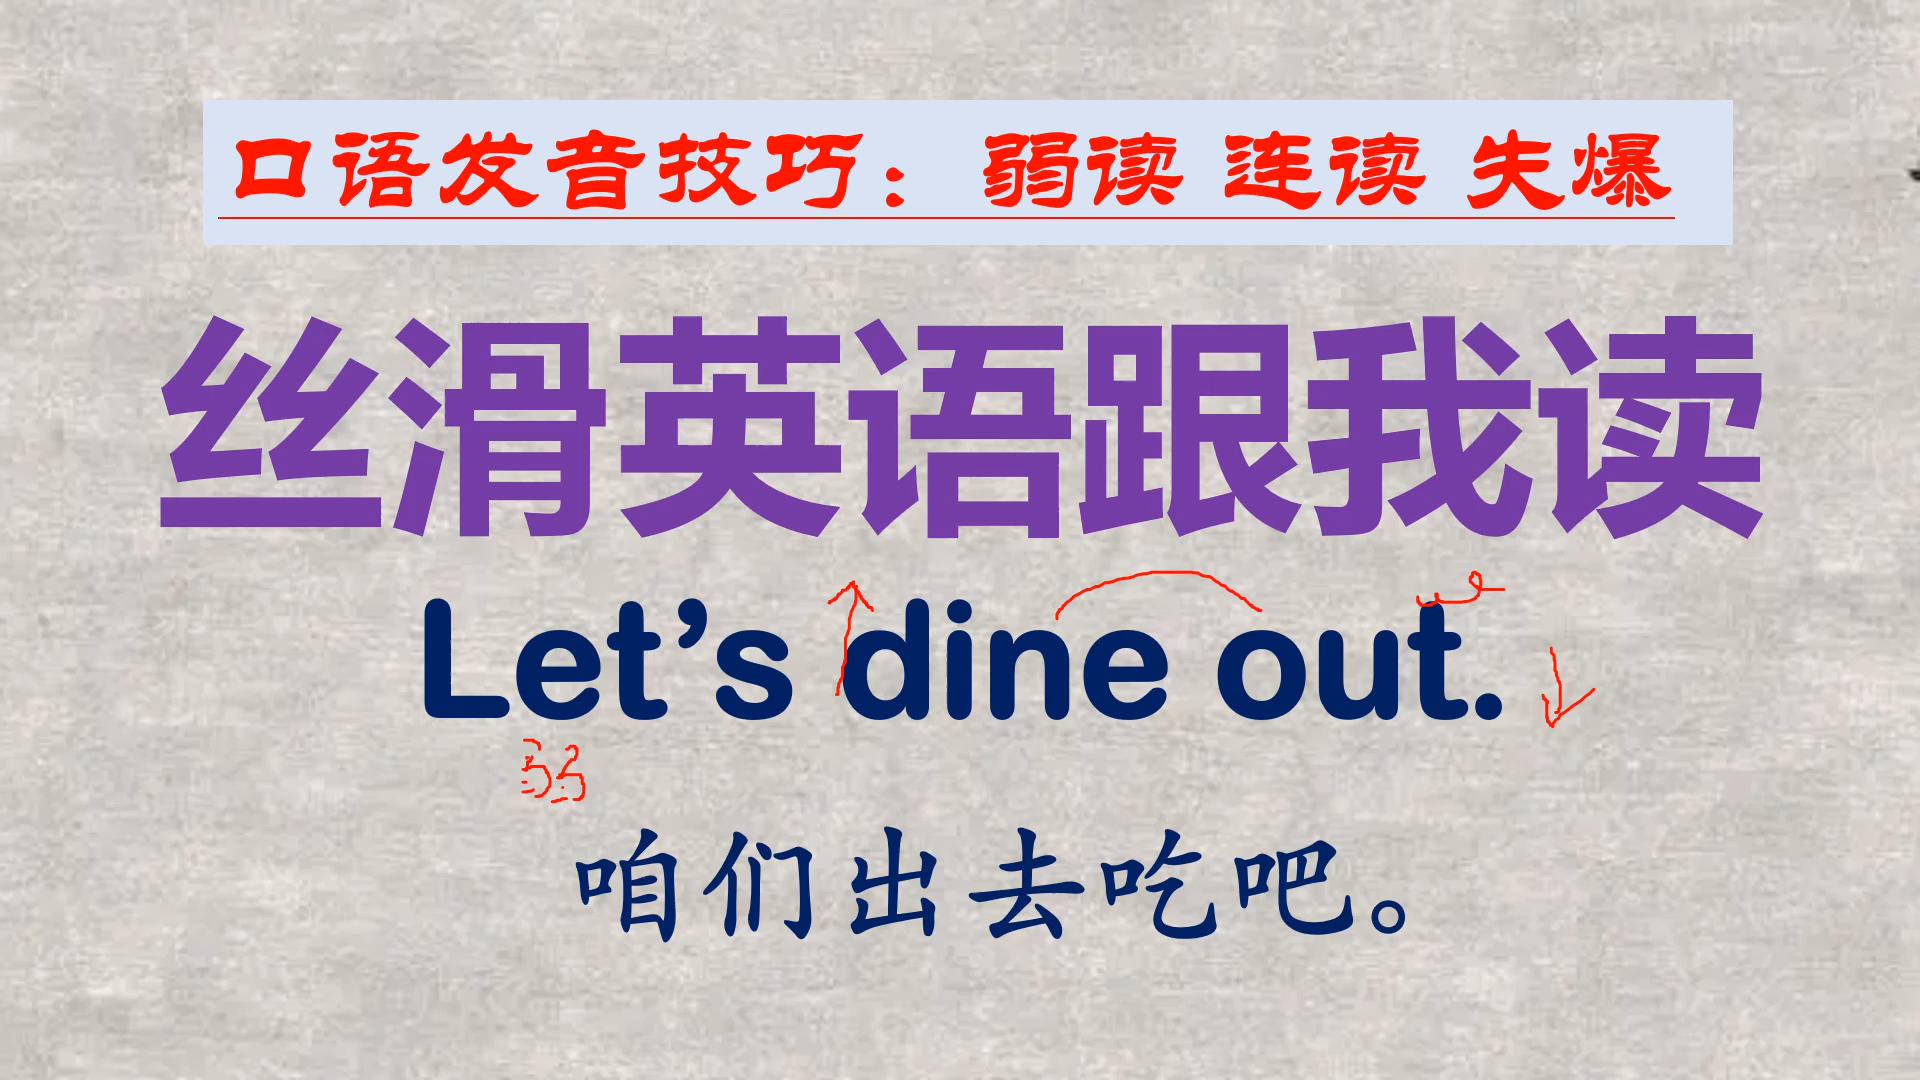 口语发音技巧：弱读 连读 失爆
丝滑英语跟我读
Let's dine out.
弱
咱们出去吃吧。